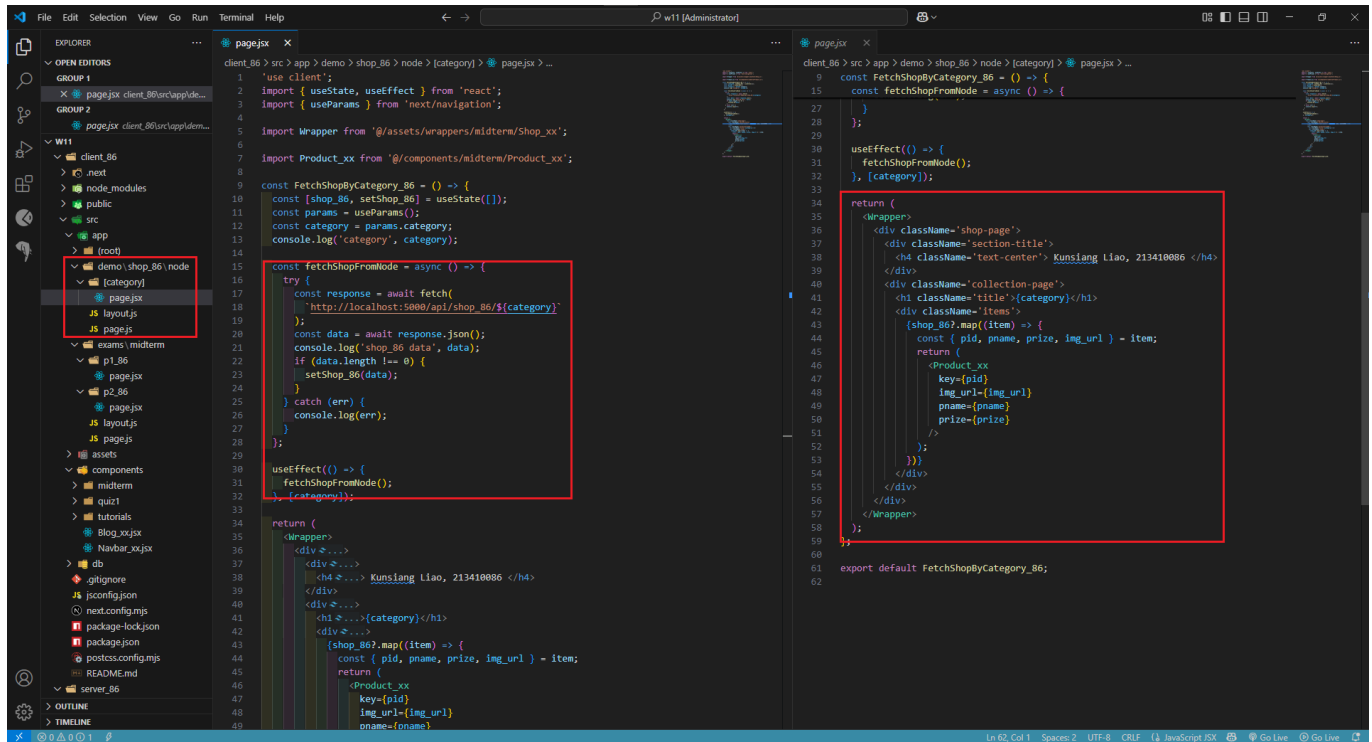 File Edit Selection View Go Run Terminal Help
w11 [Administrator]
EXPLORER
OPEN EDITORS
GROUP 1
page.jsx client_86\src\app\de...
GROUP 2
page.jsx client_86\src\app\dem...
W11
client_86
.next
node_modules
public
src
app
(root)
demo\shop_86\node
[category]
page.jsx
layout.js
page.js
exams\midterm
p1_86
page.jsx
p2_86
page.jsx
layout.js
page.js
assets
components
midterm
quiz1
tutorials
Blog_xx.jsx
Navbar_xx.jsx
db
.gitignore
jsconfig.json
next.config.mjs
package-lock.json
package.json
postcss.config.mjs
README.md
server_86
OUTLINE
TIMELINE
page.jsx
client_86 > src > app > demo > shop_86 > node > [category] > page.jsx > ...
1 'use client';
2 import { useState, useEffect } from 'react';
3 import { useParams } from 'next/navigation';
4
5 import Wrapper from '@/assets/wrappers/midterm/Shop_xx';
6
7 import Product_xx from '@/components/midterm/Product_xx';
8
9 const FetchShopByCategory_86 = () => {
10 const [shop_86, setShop_86] = useState([]);
11 const params = useParams();
12 const category = params.category;
13 console.log('category', category);
14
15 const fetchShopFromNode = async () => {
16 try {
17 const response = await fetch(
18 `http://localhost:5000/api/shop_86/${category}`
19 );
20 const data = await response.json();
21 console.log('shop_86 data', data);
22 if (data.length !== 0) {
23 setShop_86(data);
24 }
25 } catch (err) {
26 console.log(err);
27 }
28 };
29
30 useEffect(() => {
31 fetchShopFromNode();
32 }, [category]);
33
34 return (
35 <Wrapper>
36 <div ...>
37 <div ...>
38 <h4 ...> Kunsiang Liao, 213410086 </h4>
39 </div>
40 <div ...>
41 <h1 ...>{category}</h1>
42 <div ...>
43 {shop_86?.map((item) => {
44 const { pid, pname, prize, img_url } = item;
45 return (
46 <Product_xx
47 key={pid}
48 img_url={img_url}
49 pname={pname}
page.jsx
client_86 > src > app > demo > shop_86 > node > [category] > page.jsx > ...
9 const FetchShopByCategory_86 = () => {
15 const fetchShopFromNode = async () => {
27 }
28 };
29
30 useEffect(() => {
31 fetchShopFromNode();
32 }, [category]);
33
34 return (
35 <Wrapper>
36 <div className='shop-page'>
37 <div className='section-title'>
38 <h4 className='text-center'> Kunsiang Liao, 213410086 </h4>
39 </div>
40 <div className='collection-page'>
41 <h1 className='title'>{category}</h1>
42 <div className='items'>
43 {shop_86?.map((item) => {
44 const { pid, pname, prize, img_url } = item;
45 return (
46 <Product_xx
47 key={pid}
48 img_url={img_url}
49 pname={pname}
50 prize={prize}
51 />
52 );
53 })}
54 </div>
55 </div>
56 </div>
57 </Wrapper>
58 );
59 };
60
61 export default FetchShopByCategory_86;
62
0 0 0 1 Ln 62, Col 1 Spaces: 2 UTF-8 CRLF JavaScript JSX Go Live Go Live